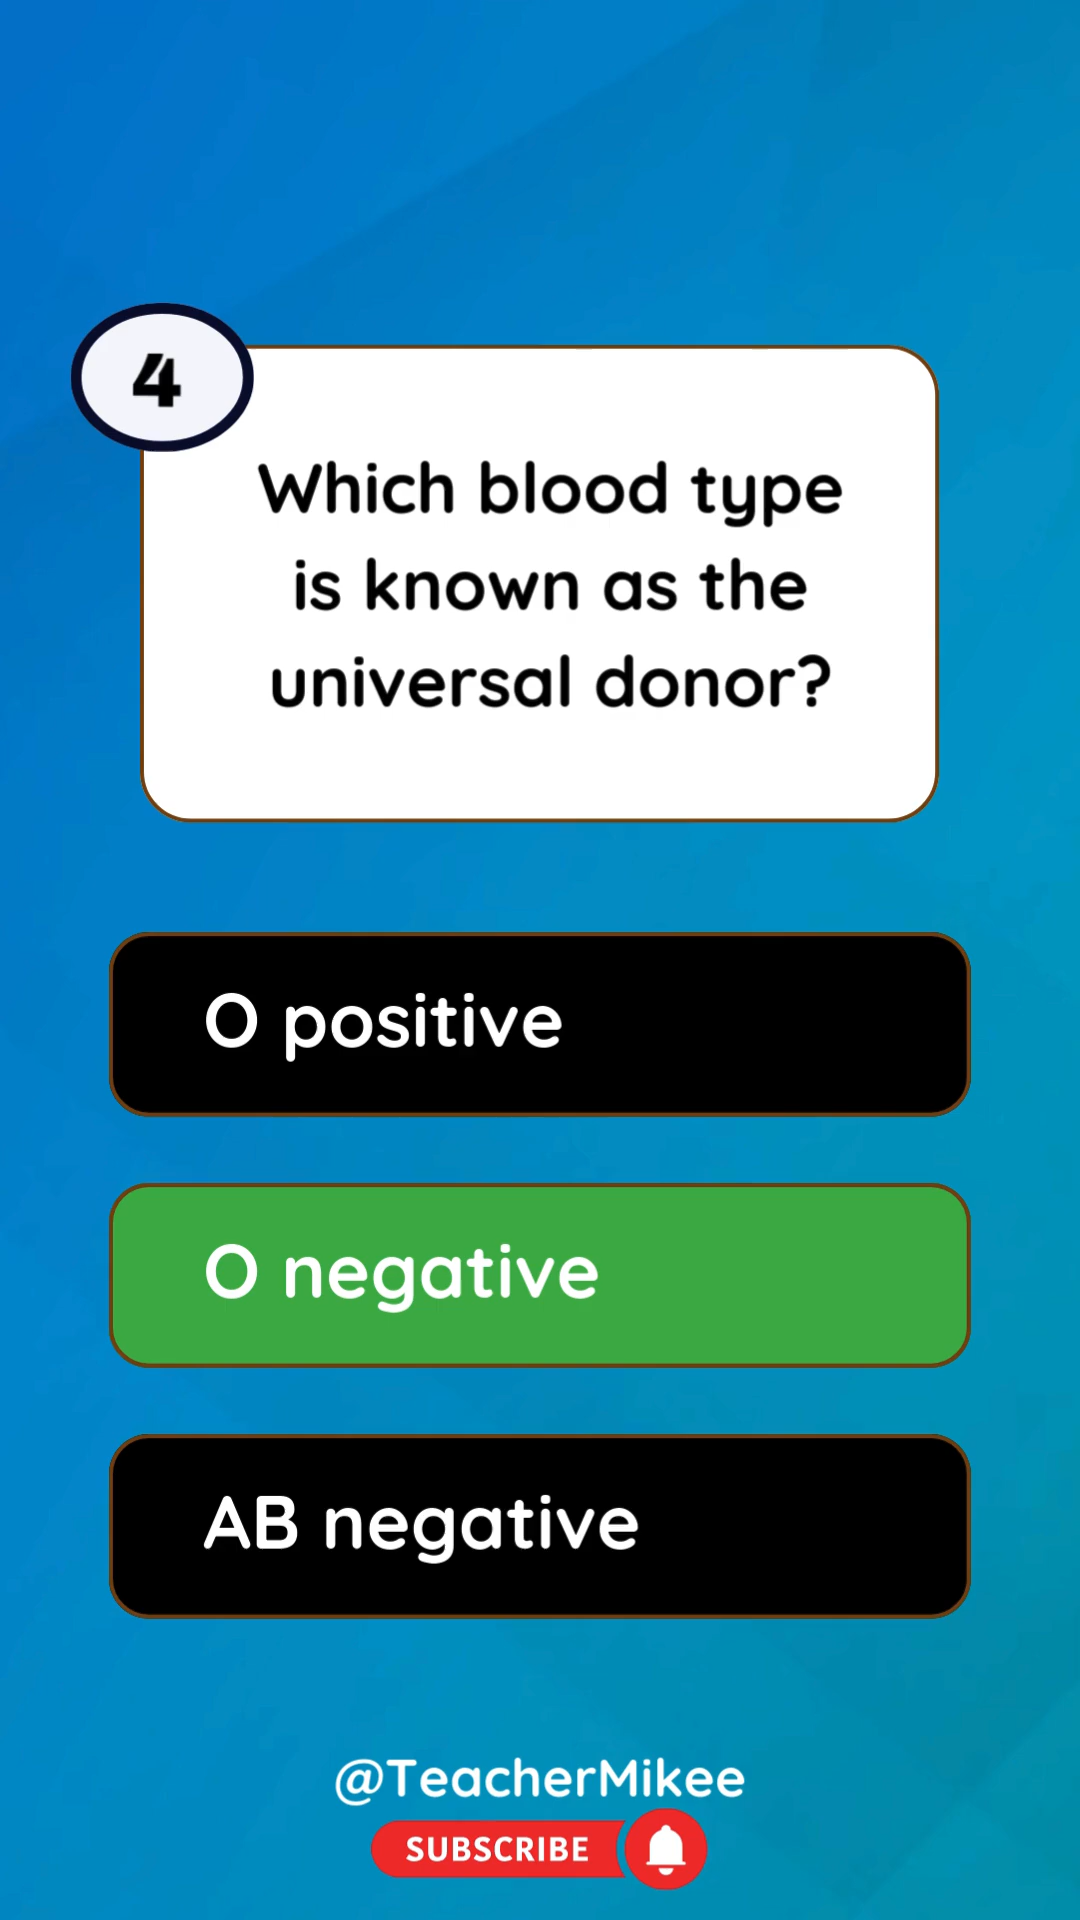 4
Which blood type
is known as the
universal donor?
O positive
O negative
AB negative
@TeacherMikee
SUBSCRIBE